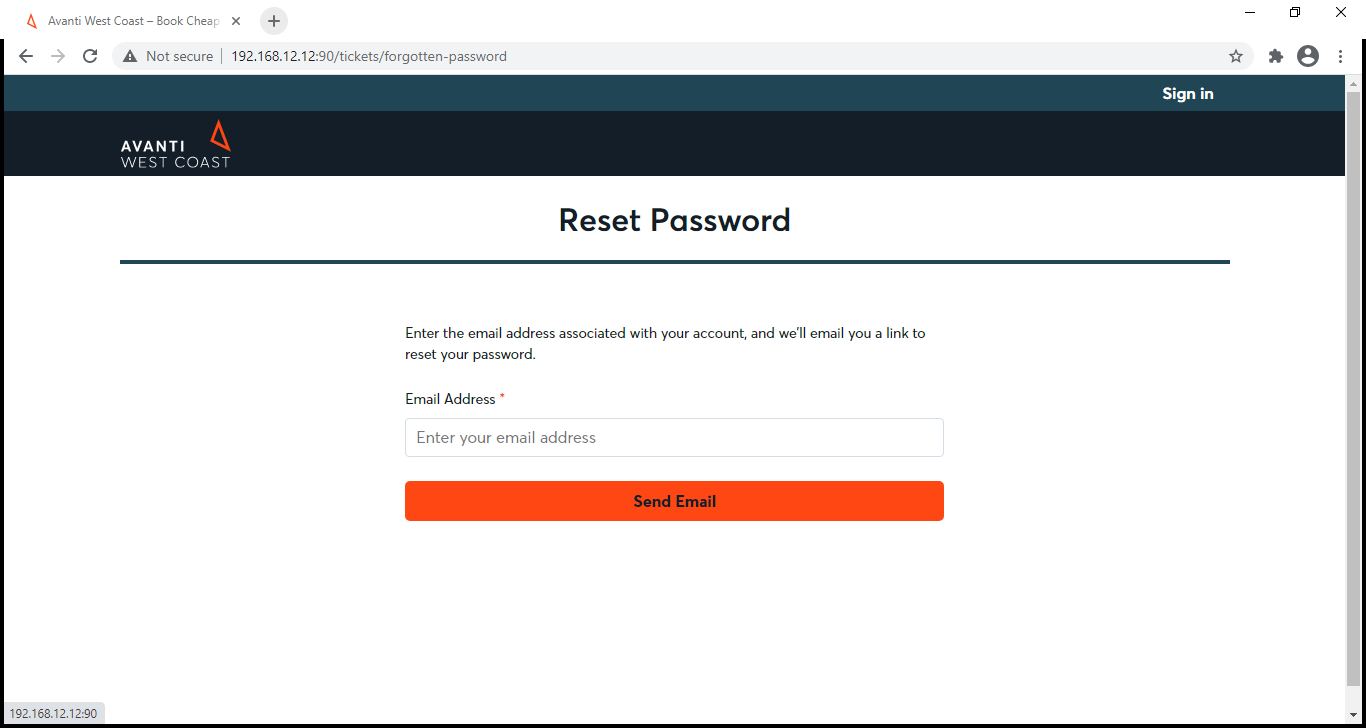 Avanti West Coast – Book Cheap
Not secure
192.168.12.12:90/tickets/forgotten-password
Sign in
AVANTI
WEST COAST
Reset Password
Enter the email address associated with your account, and we'll email you a link to
reset your password.
Email Address *
Enter your email address
Send Email
192.168.12.12:90